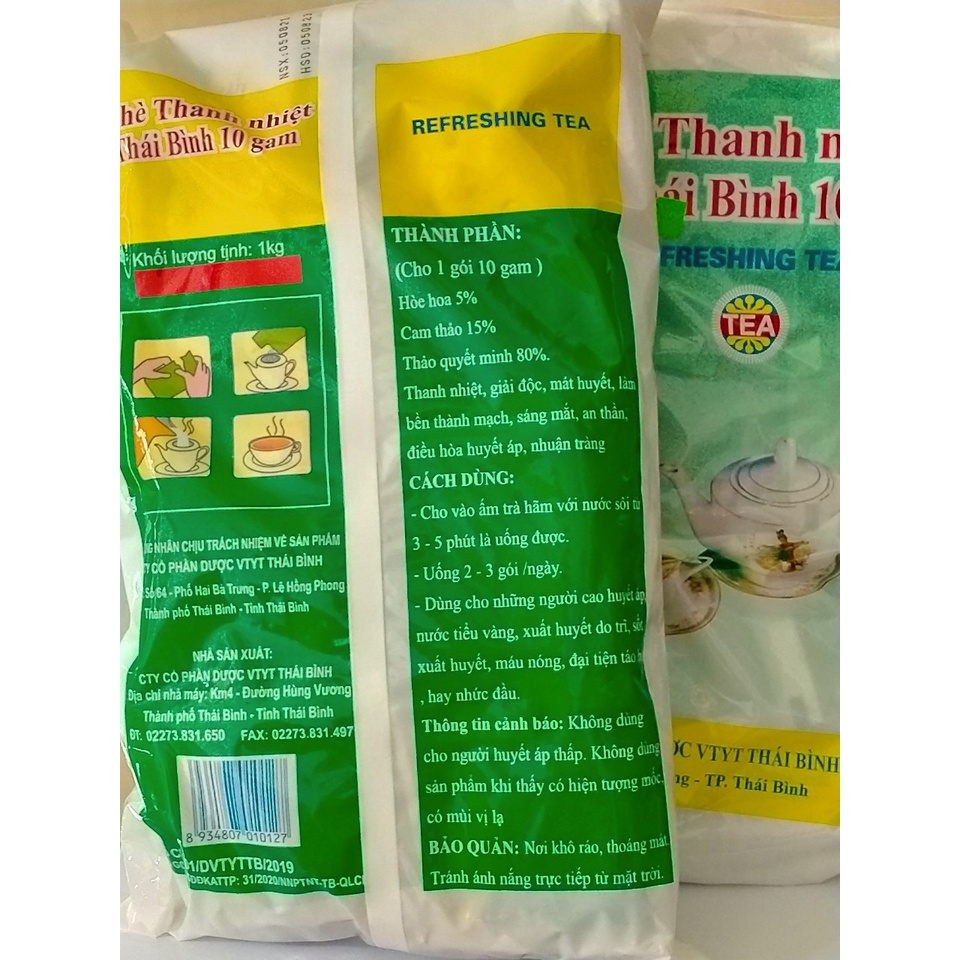 NSX: 050821
HSD: 050823
Thanh nhiệt
Thái Bình 10 gam
Khối lượng tịnh: 1kg
NHÂN CHỊU TRÁCH NHIỆM VỀ SẢN PHẨM
CỔ PHẦN DƯỢC VTYT THÁI BÌNH
Số 64 - Phố Hai Bà Trưng - P. Lê Hồng Phong
Thành phố Thái Bình - Tỉnh Thái Bình
NHÀ SẢN XUẤT:
CTY CỔ PHẦN DƯỢC VTYT THÁI BÌNH
Địa chỉ nhà máy: Km4 - Đường Hùng Vương
Thành phố Thái Bình - Tỉnh Thái Bình
ĐT: 02273.831.650 FAX: 02273.831.497
8 934807 010127
1/DVTYTTB/2019
ĐĐKATTP: 31/2020/NNPTNT-TB-QLCL
REFRESHING TEA
THÀNH PHẦN:
(Cho 1 gói 10 gam )
Hòe hoa 5%
Cam thảo 15%
Thảo quyết minh 80%.
Thanh nhiệt, giải độc, mát huyết, làm
bền thành mạch, sáng mắt, an thần,
điều hòa huyết áp, nhuận tràng
CÁCH DÙNG:
- Cho vào ấm trà hãm với nước sôi từ
3 - 5 phút là uống được.
- Uống 2 - 3 gói /ngày.
- Dùng cho những người cao huyết áp,
nước tiểu vàng, xuất huyết do trĩ, sốt
xuất huyết, máu nóng, đại tiện táo
, hay nhức đầu.
Thông tin cảnh báo: Không dùng
cho người huyết áp thấp. Không dùng
sản phẩm khi thấy có hiện tượng mốc,
có mùi vị lạ
BẢO QUẢN: Nơi khô ráo, thoáng mát.
Tránh ánh nắng trực tiếp từ mặt trời.
Thanh n
ái Bình 10
FRESHING TEA
TEA
ỢC VTYT THÁI BÌNH
ng - TP. Thái Bình